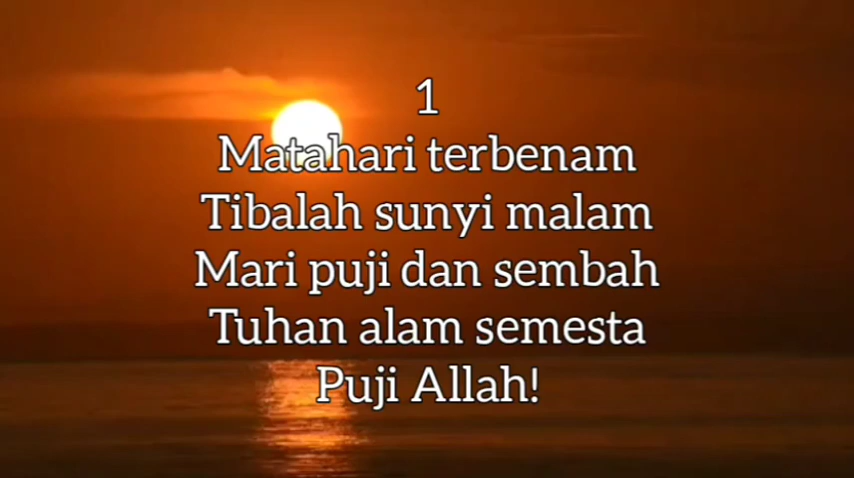 1
Matahari terbenam
Tibalah sunyi malam
Mari puji dan sembah
Tuhan alam semesta
Puji Allah!